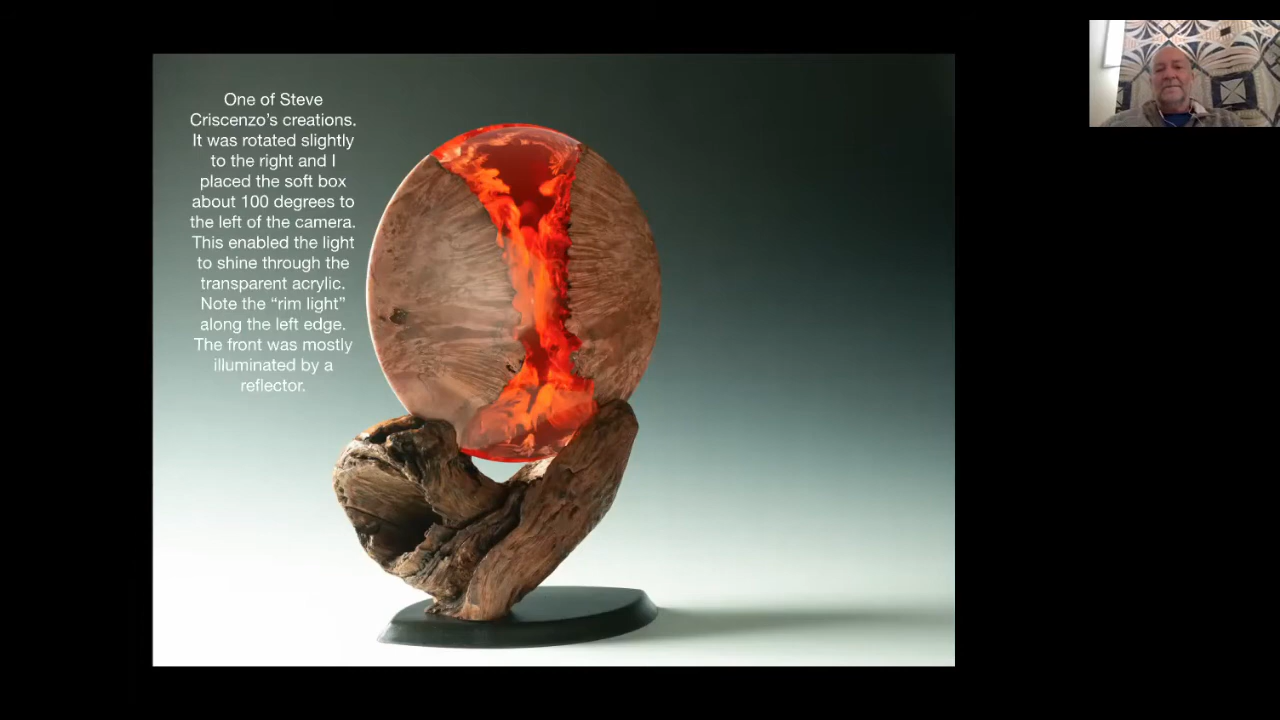 One of Steve
Criscenzo’s creations.
It was rotated slightly
to the right and I
placed the soft box
about 100 degrees to
the left of the camera.
This enabled the light
to shine through the
transparent acrylic.
Note the “rim light”
along the left edge.
The front was mostly
illuminated by a
reflector.